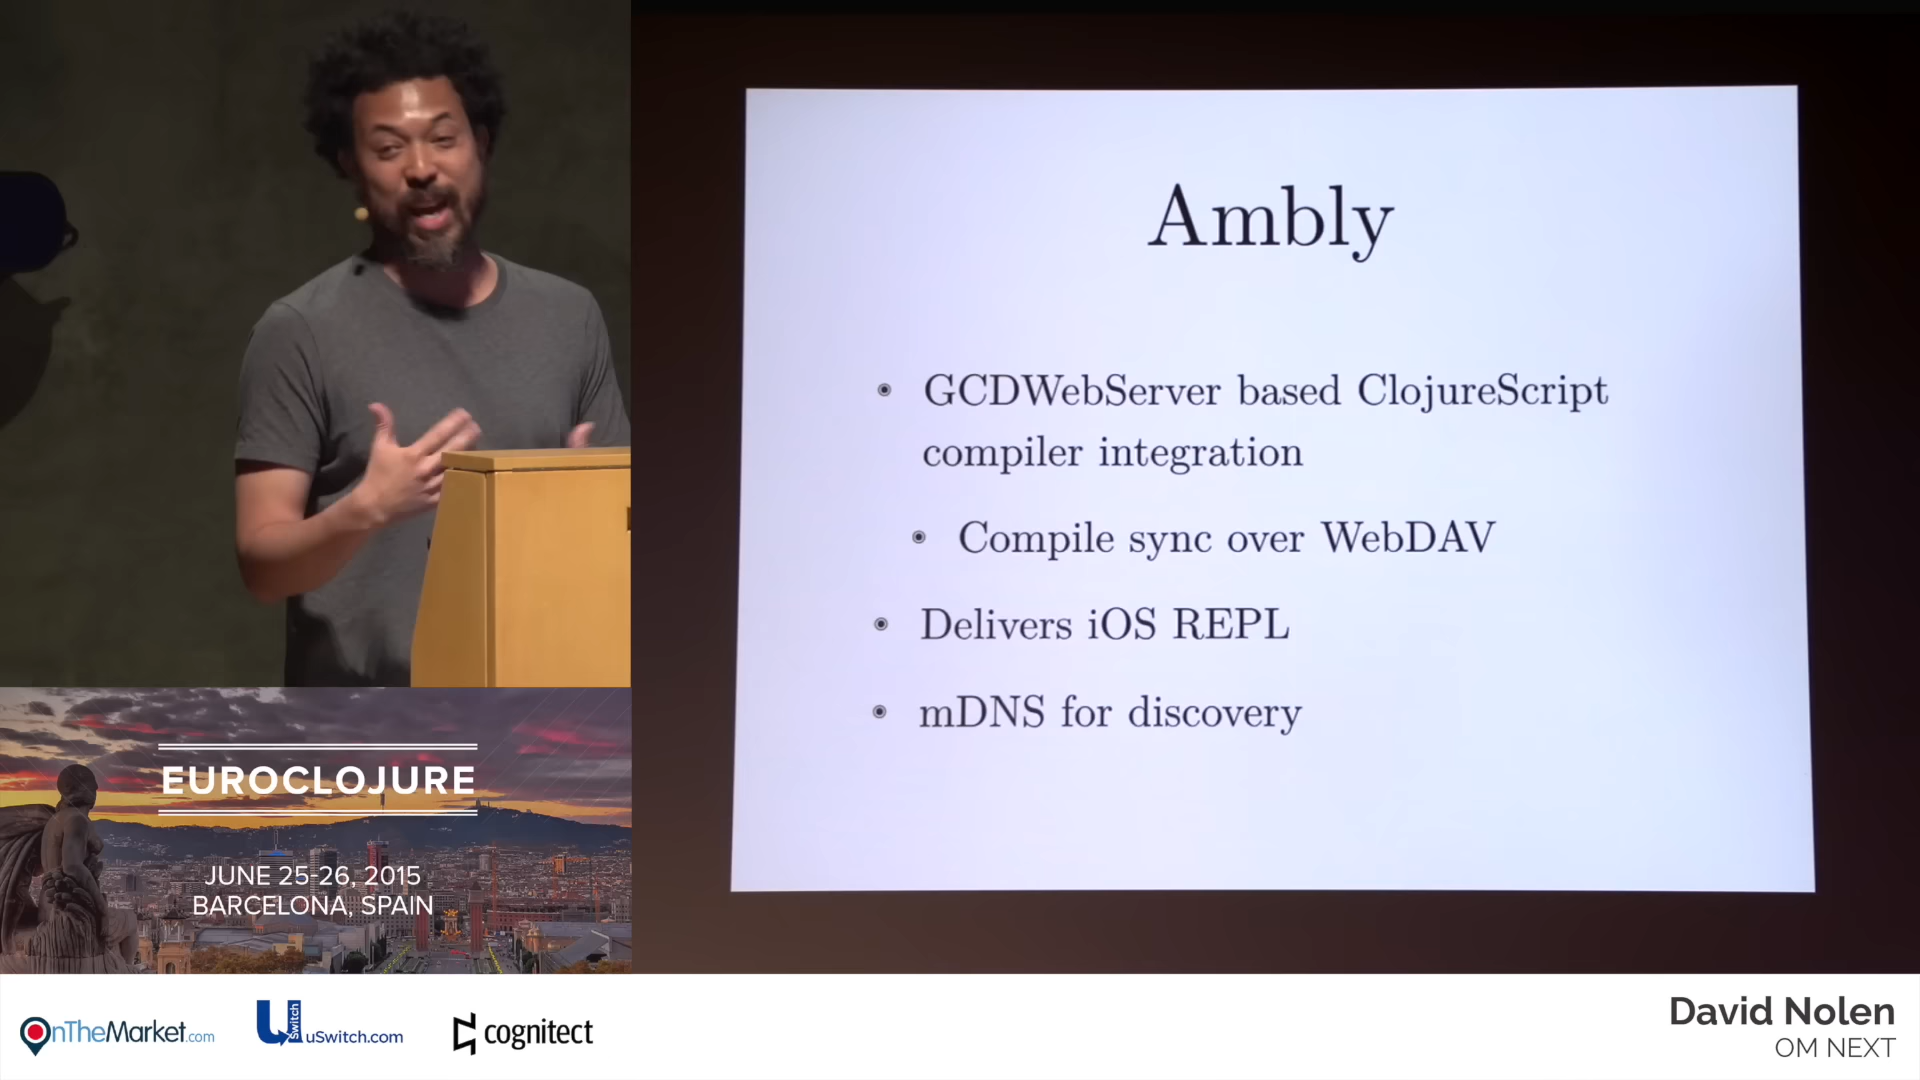 Ambly
GCDWebServer based ClojureScript
compiler integration
Compile sync over WebDAV
Delivers iOS REPL
mDNS for discovery
EUROCLOJURE
JUNE 25-26, 2015
BARCELONA, SPAIN
OnTheMarket.com
USwitch
uSwitch.com
cognitect
David Nolen
OM NEXT